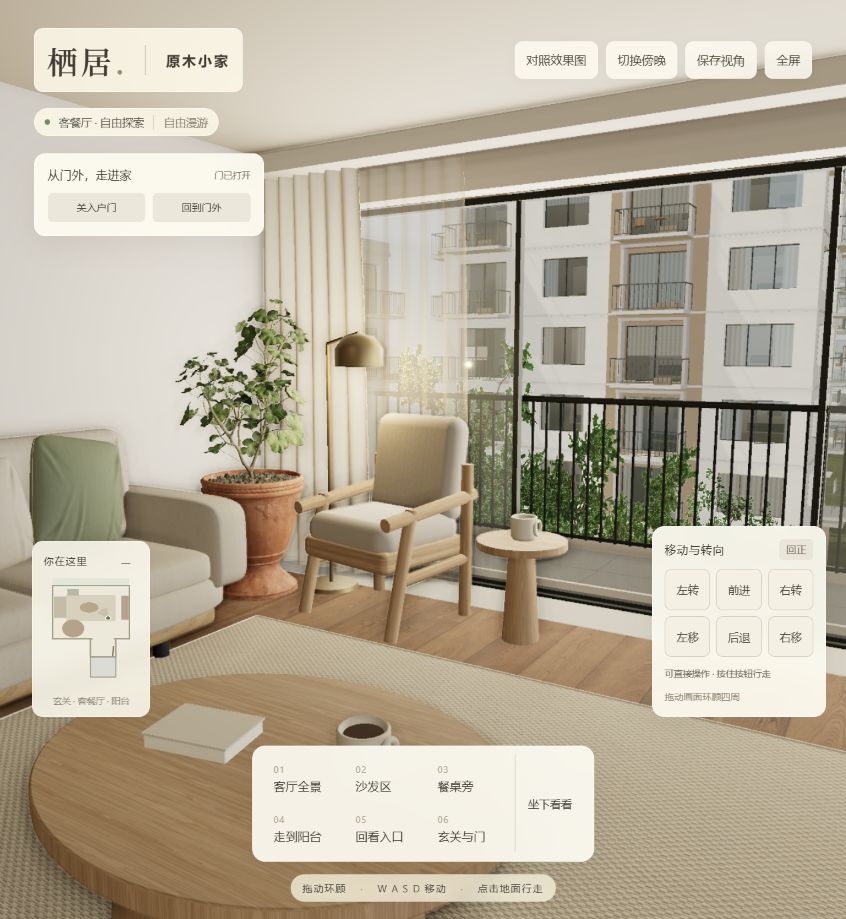 栖居. 原木小家
对照效果图 切换傍晚 保存视角 全屏
客餐厅 · 自由探索 自由漫游
从门外，走进家 门已打开
关入户门 回到门外
你在这里 —
玄关 · 客餐厅 · 阳台
移动与转向 回正
左转 前进 右转
左移 后退 右移
可直接操作 · 按住按钮行走
拖动画面环顾四周
01 02 03
客厅全景 沙发区 餐桌旁
04 05 06
走到阳台 回看入口 玄关与门
坐下看看
拖动环顾 · WASD移动 · 点击地面行走